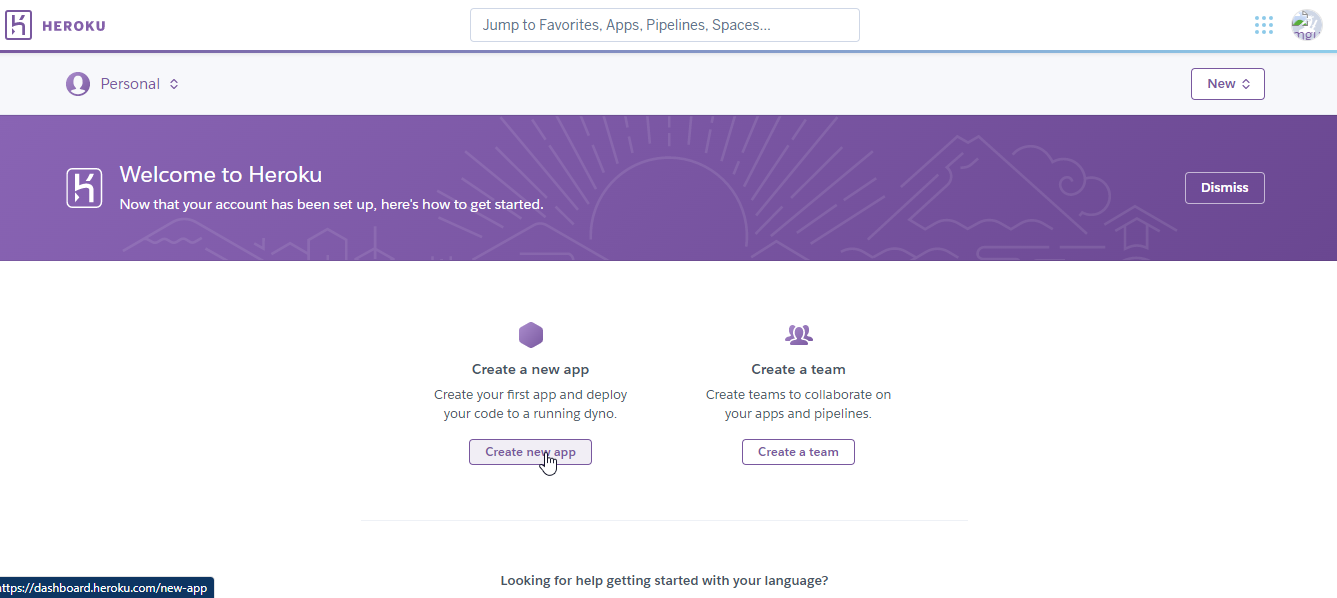 HEROKU
Jump to Favorites, Apps, Pipelines, Spaces...
Personal
New
Welcome to Heroku
Now that your account has been set up, here's how to get started.
Dismiss
Create a new app
Create your first app and deploy
your code to a running dyno.
Create new app
Create a team
Create teams to collaborate on
your apps and pipelines.
Create a team
Looking for help getting started with your language?
ttps://dashboard.heroku.com/new-app